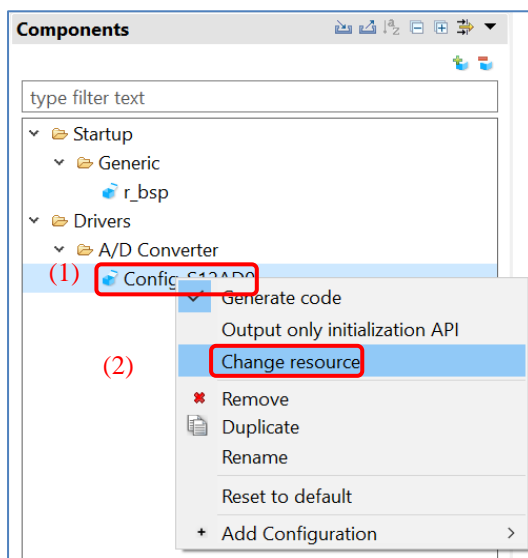 Components
type filter text
Startup
Generic
r_bsp
Drivers
A/D Converter
(1) Config_S12AD0
Generate code
Output only initialization API
(2) Change resource
Remove
Duplicate
Rename
Reset to default
Add Configuration